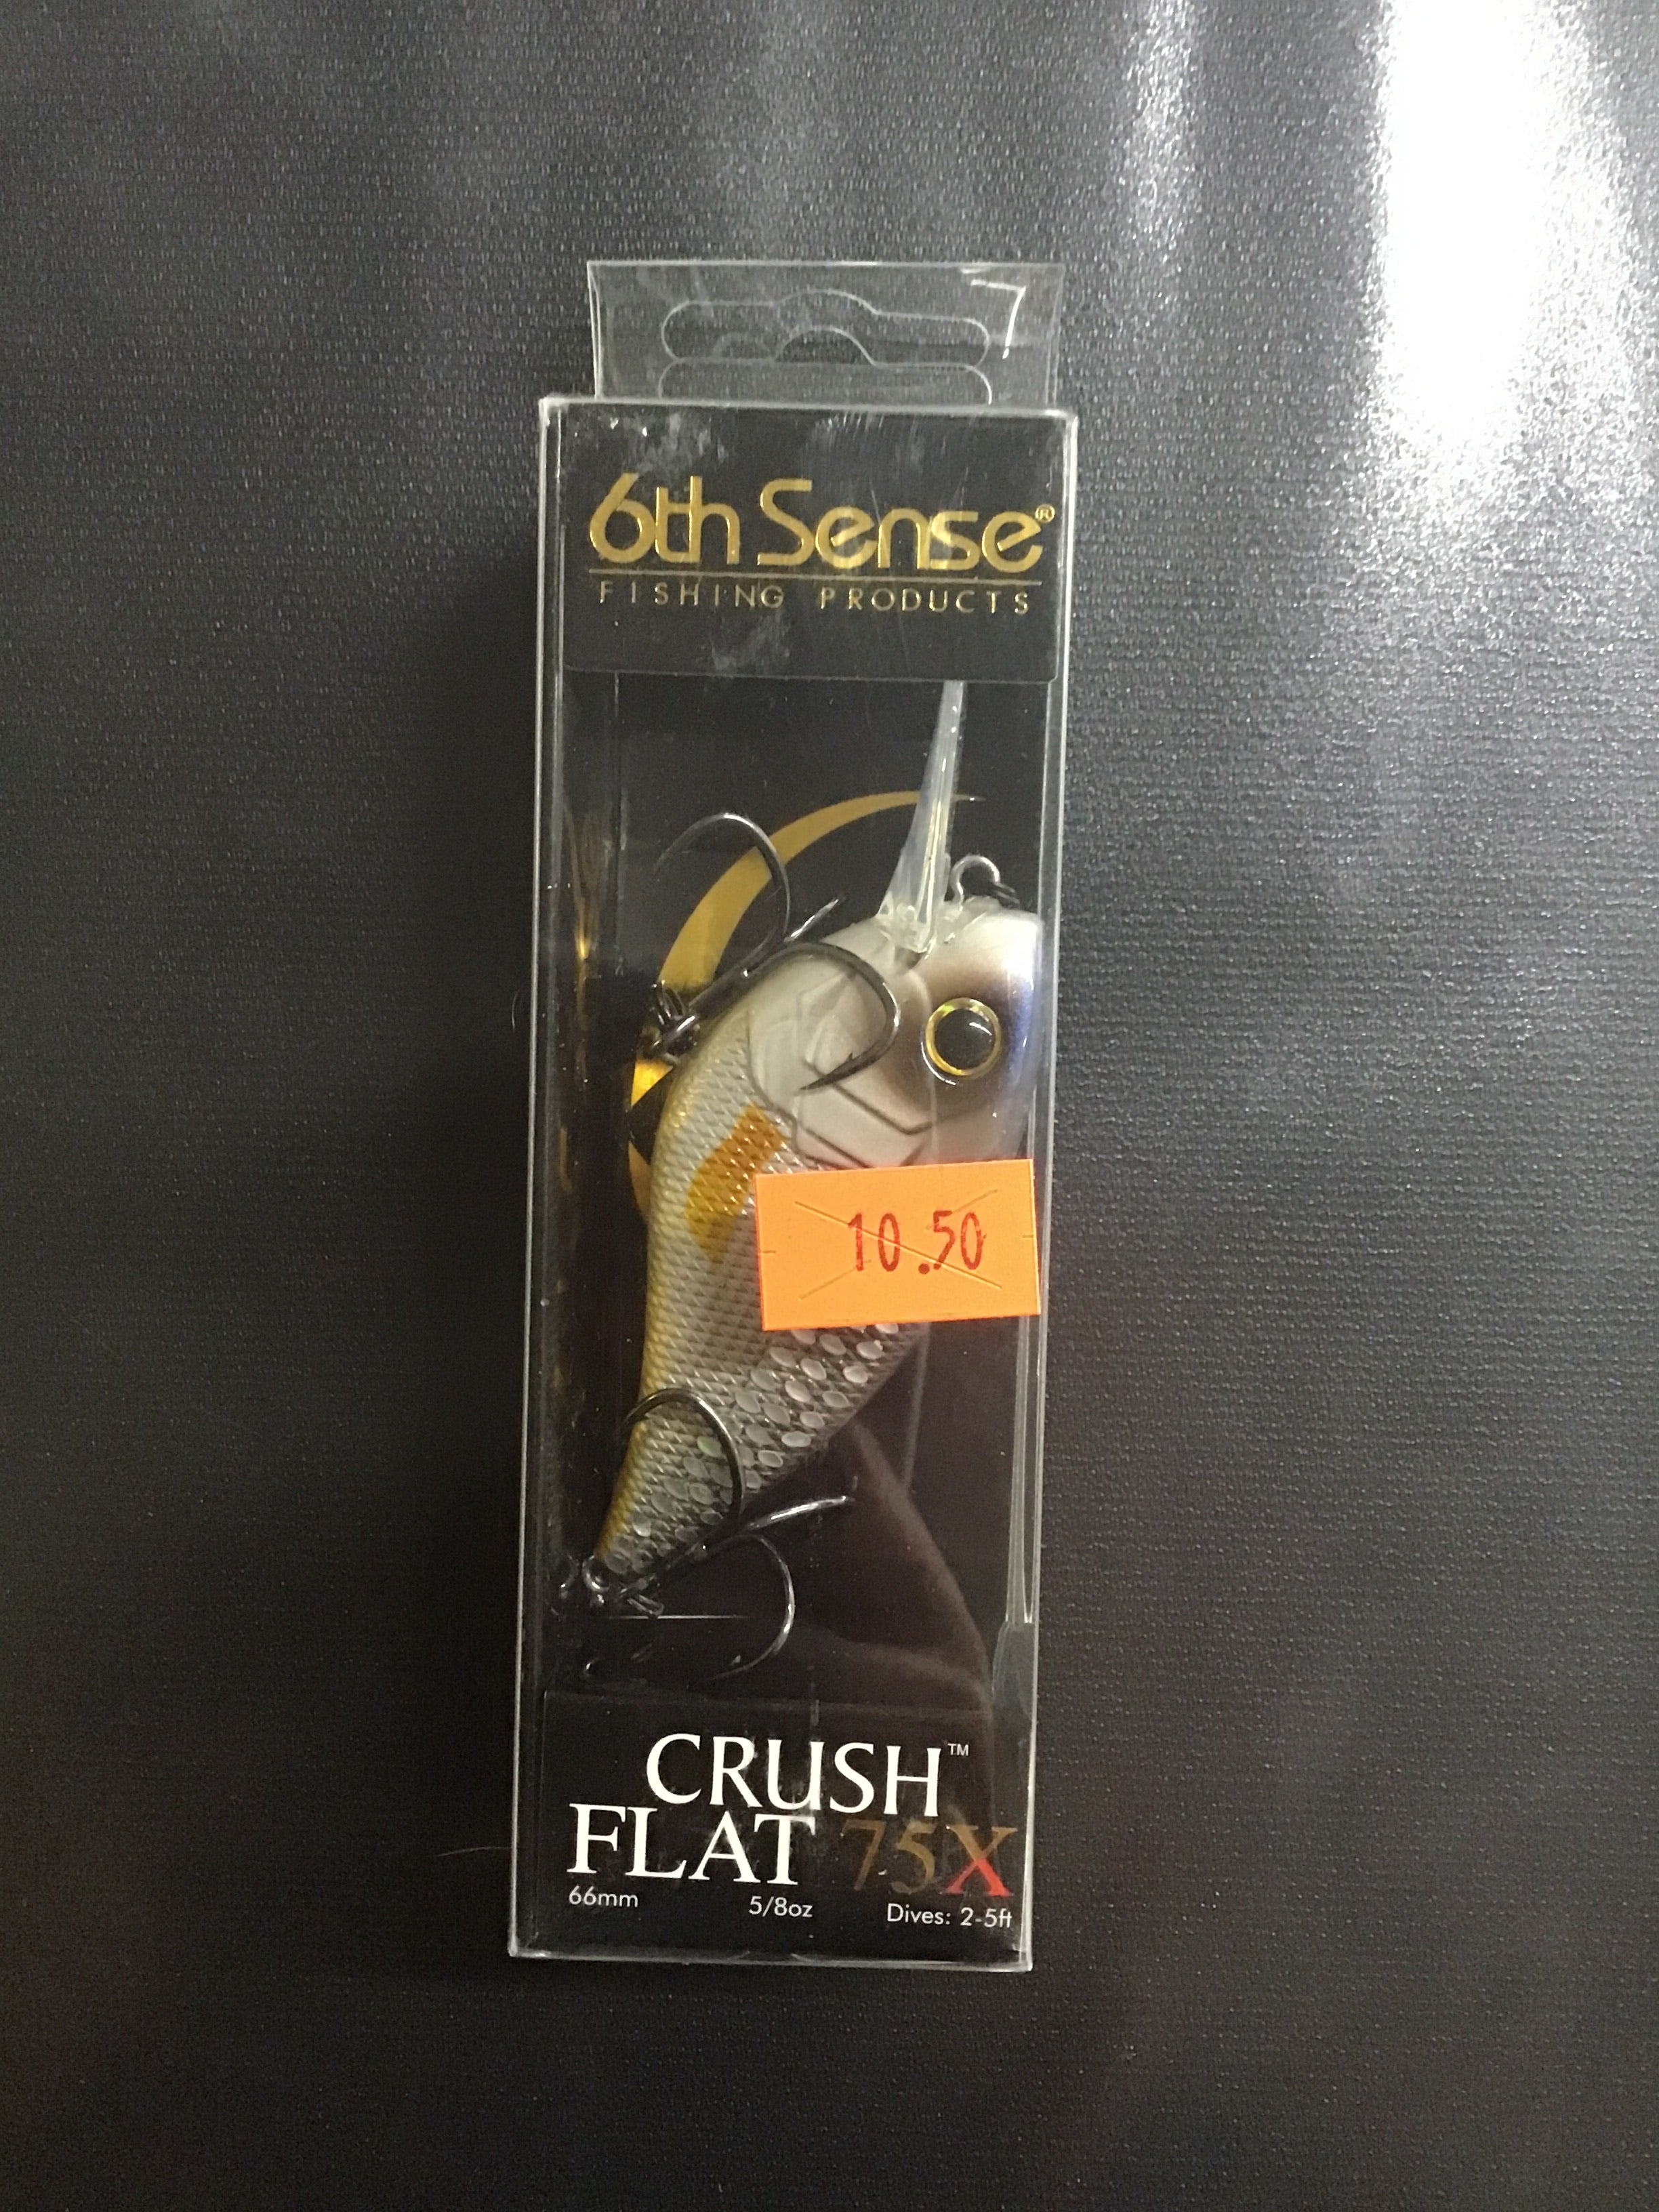 6th Sense®
FISHING PRODUCTS
10.50
CRUSH™
FLAT 75X
66mm 5/8oz Dives: 2-5ft